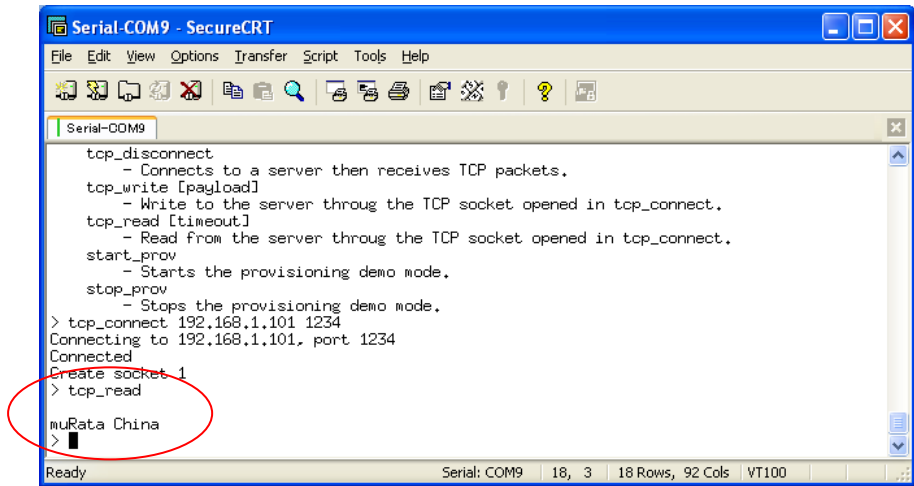 Serial-COM9 - SecureCRT
File Edit View Options Transfer Script Tools Help
Serial-COM9
tcp_disconnect
- Connects to a server then receives TCP packets.
tcp_write [payload]
- Write to the server throug the TCP socket opened in tcp_connect.
tcp_read [timeout]
- Read from the server throug the TCP socket opened in tcp_connect.
start_prov
- Starts the provisioning demo mode.
stop_prov
- Stops the provisioning demo mode.
> tcp_connect 192.168.1.101 1234
Connecting to 192.168.1.101, port 1234
Connected
Create socket 1
> tcp_read
muRata China
>
Ready Serial: COM9 18, 3 18 Rows, 92 Cols VT100